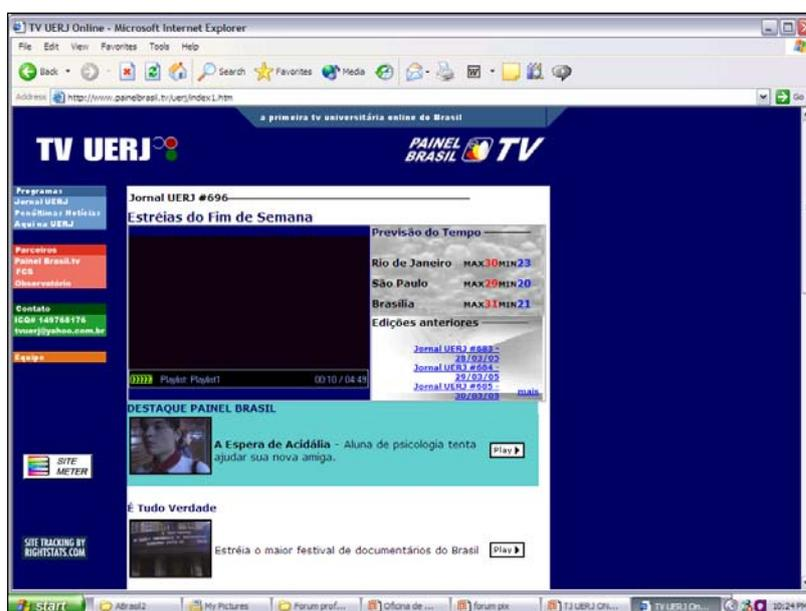 TV UERJ Online - Microsoft Internet Explorer
File Edit View Favorites Tools Help
Back Search Favorites Media
Address http://www.painelbrasil.tv/uerj/index1.htm Go
a primeira tv universitária online do Brasil
TV UERJ
PAINEL BRASIL TV
Programas
Jornal UERJ
Penúltimas Notícias
Aqui na UERJ
Parceiros
Painel Brasil.tv
FCS
Observatório
Contato
ICQ# 149768176
tvuerj@yahoo.com.br
Equipe
SITE METER
SITE TRACKING BY
RIGHTSTATS.COM
Jornal UERJ #696
Estréias do Fim de Semana
Playlist: Playlist1 00:10 / 04:49
Previsão do Tempo
Rio de Janeiro MAX30MIN23
São Paulo MAX29MIN20
Brasília MAX31MIN21
Edições anteriores
Jornal UERJ #683 -
28/03/05
Jornal UERJ #684 -
29/03/05
Jornal UERJ #685 -
30/03/05
mais
DESTAQUE PAINEL BRASIL
A Espera de Acidália - Aluna de psicologia tenta
ajudar sua nova amiga.
Play
É Tudo Verdade
Estréia o maior festival de documentários do Brasil
Play
start ABrasil2 My Pictures Forum prof... Oficina de ... forum pix TJ UERJ ON... TV UERJ On... 10:24 PM